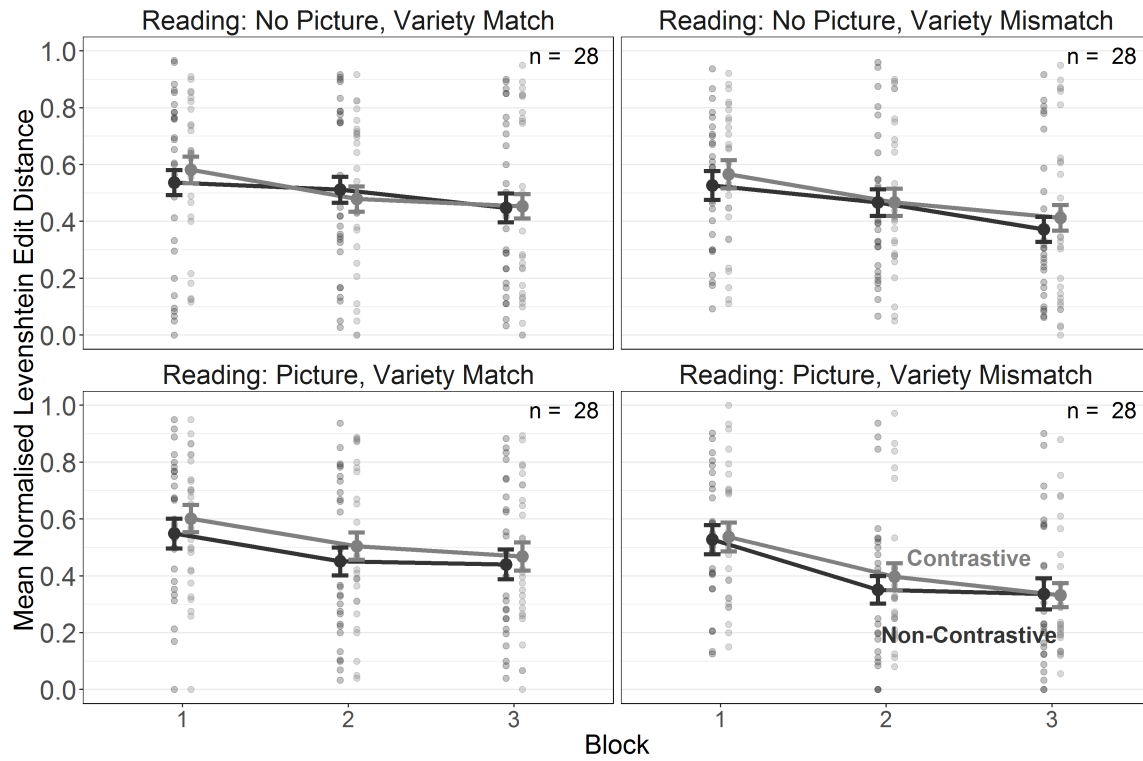 Reading: No Picture, Variety Match
Reading: No Picture, Variety Mismatch
n = 28
n = 28
1.0
0.8
0.6
0.4
0.2
0.0
Mean Normalised Levenshtein Edit Distance
Reading: Picture, Variety Match
Reading: Picture, Variety Mismatch
n = 28
n = 28
1.0
0.8
0.6
0.4
0.2
0.0
Contrastive
Non-Contrastive
1 2 3
1 2 3
Block